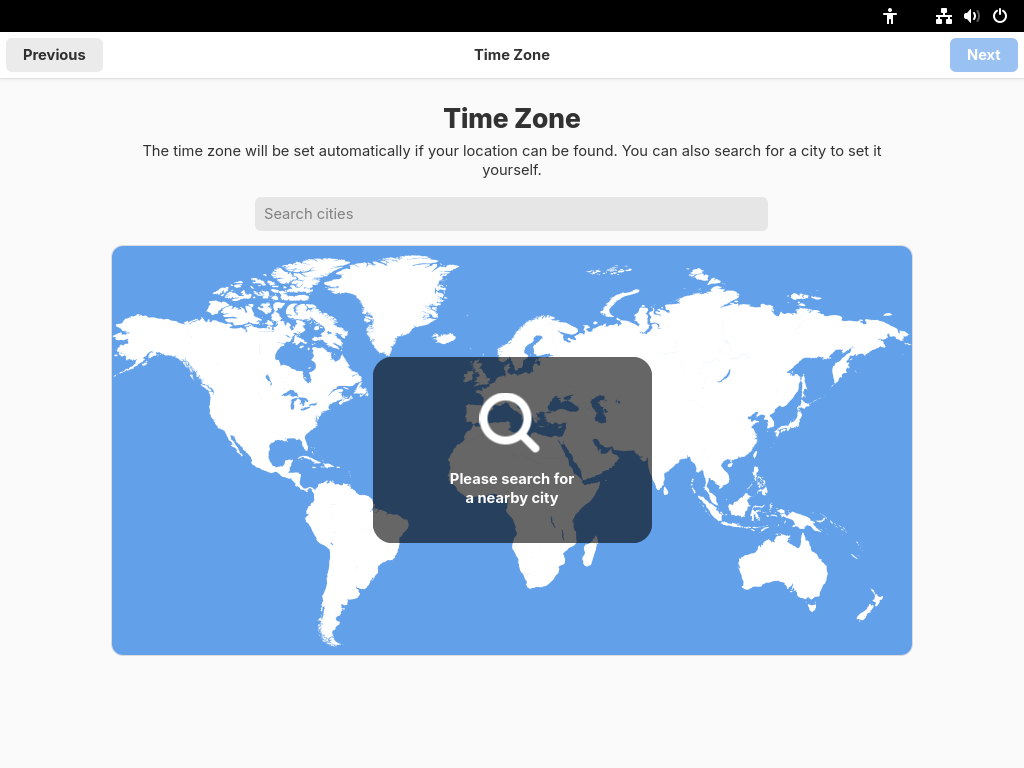 Previous
Time Zone
Next
Time Zone
The time zone will be set automatically if your location can be found. You can also search for a city to set it
yourself.
Search cities
Please search for
a nearby city